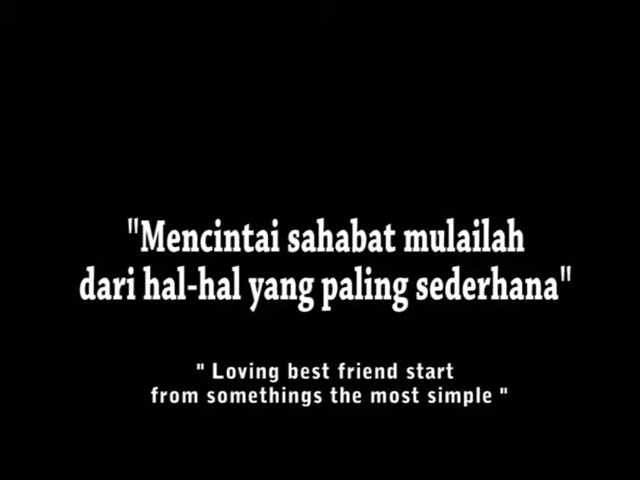 "Mencintai sahabat mulailah
dari hal-hal yang paling sederhana"
" Loving best friend start
from somethings the most simple "